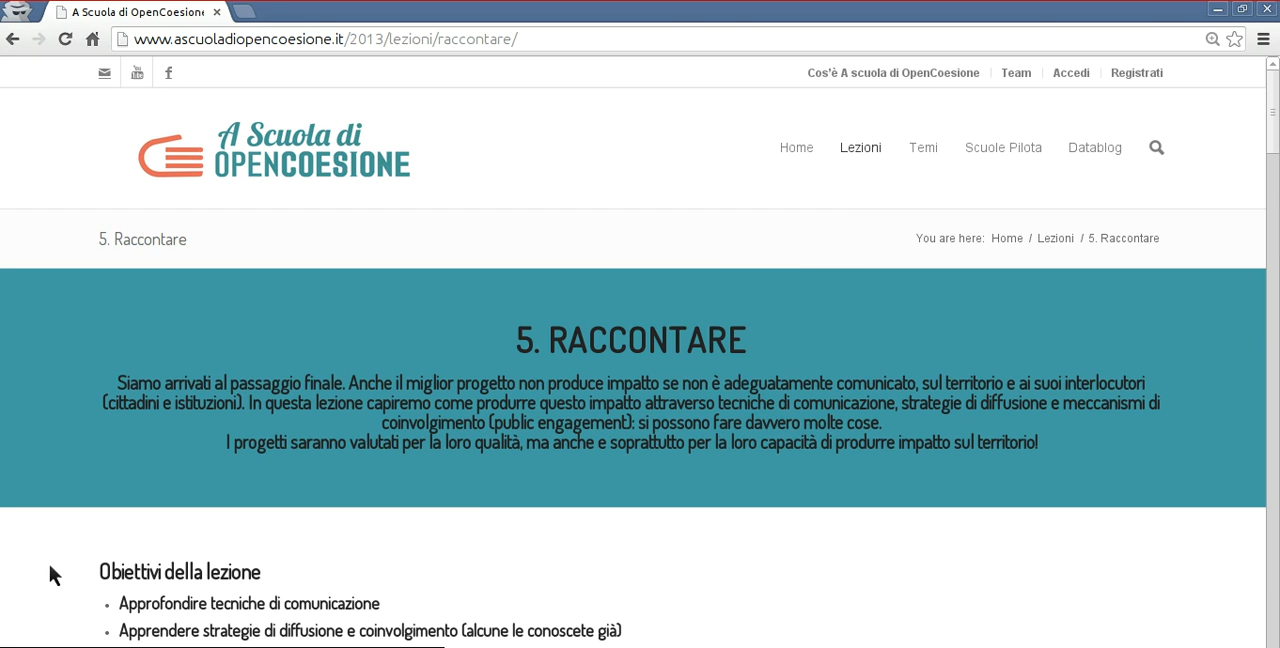 A Scuola di OpenCoesione
www.ascuoladiopencoesione.it/2013/lezioni/raccontare/
Cos'è A scuola di OpenCoesione
Team
Accedi
Registrati
A Scuola di
OPENCOESIONE
Home
Lezioni
Temi
Scuole Pilota
Datablog
5. Raccontare
You are here: Home / Lezioni / 5. Raccontare
5. RACCONTARE
Siamo arrivati al passaggio finale. Anche il miglior progetto non produce impatto se non è adeguatamente comunicato, sul territorio e ai suoi interlocutori
(cittadini e istituzioni). In questa lezione capiremo come produrre questo impatto attraverso tecniche di comunicazione, strategie di diffusione e meccanismi di
coinvolgimento (public engagement): si possono fare davvero molte cose.
I progetti saranno valutati per la loro qualità, ma anche e soprattutto per la loro capacità di produrre impatto sul territorio!
Obiettivi della lezione
• Approfondire tecniche di comunicazione
• Apprendere strategie di diffusione e coinvolgimento (alcune le conoscete già)